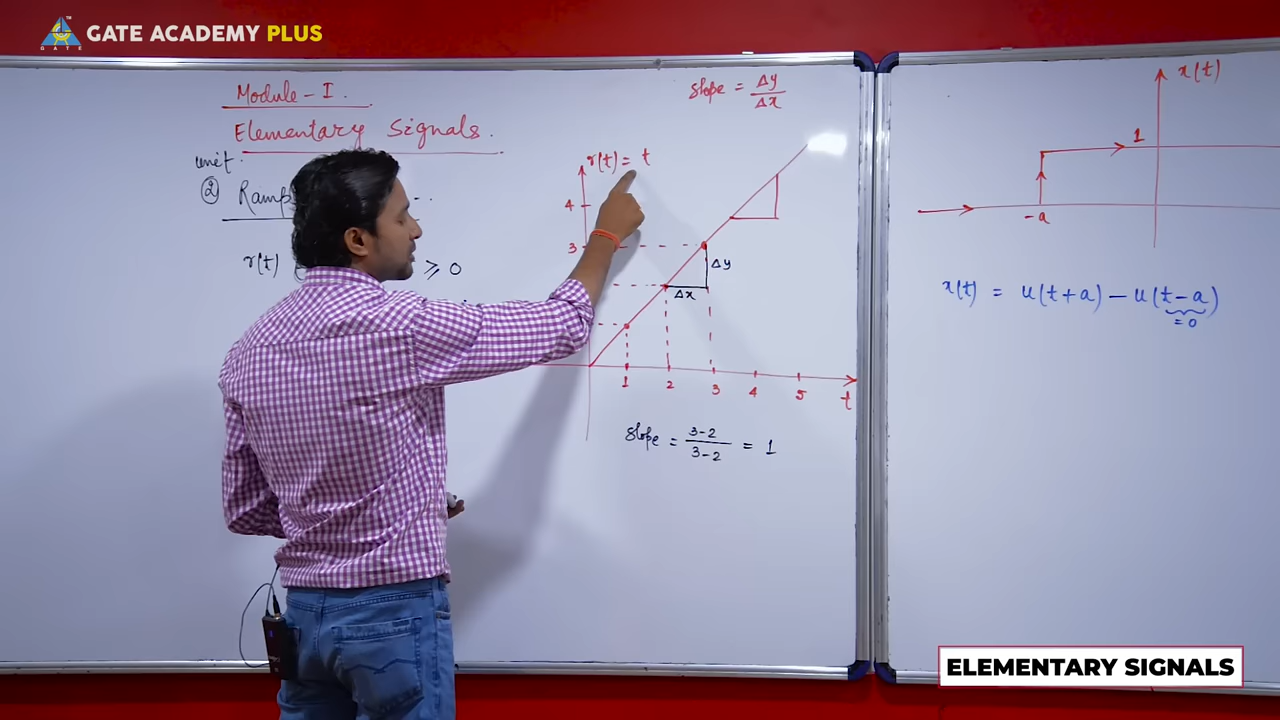 GATE ACADEMY PLUS
GATE
Module - I.
Elementary Signals.
unit.
② Ramp
r(t)
≥ 0
slope = Δy/Δx
r(t) = t
4
3
Δy
Δx
1 2 3 4 5 t
slope = 3-2/3-2 = 1
x(t)
1
-a
x(t) = u(t+a) - u(t-a)
=0
ELEMENTARY SIGNALS